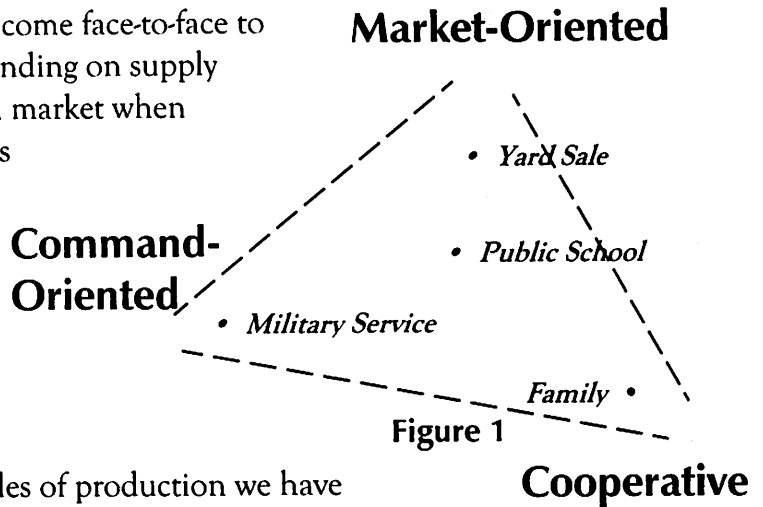 come face-to-face to
nding on supply
market when
s
Market-Oriented
• Yard Sale
Command-
Oriented
• Public School
• Military Service
Family •
Figure 1
Cooperative
les of production we have